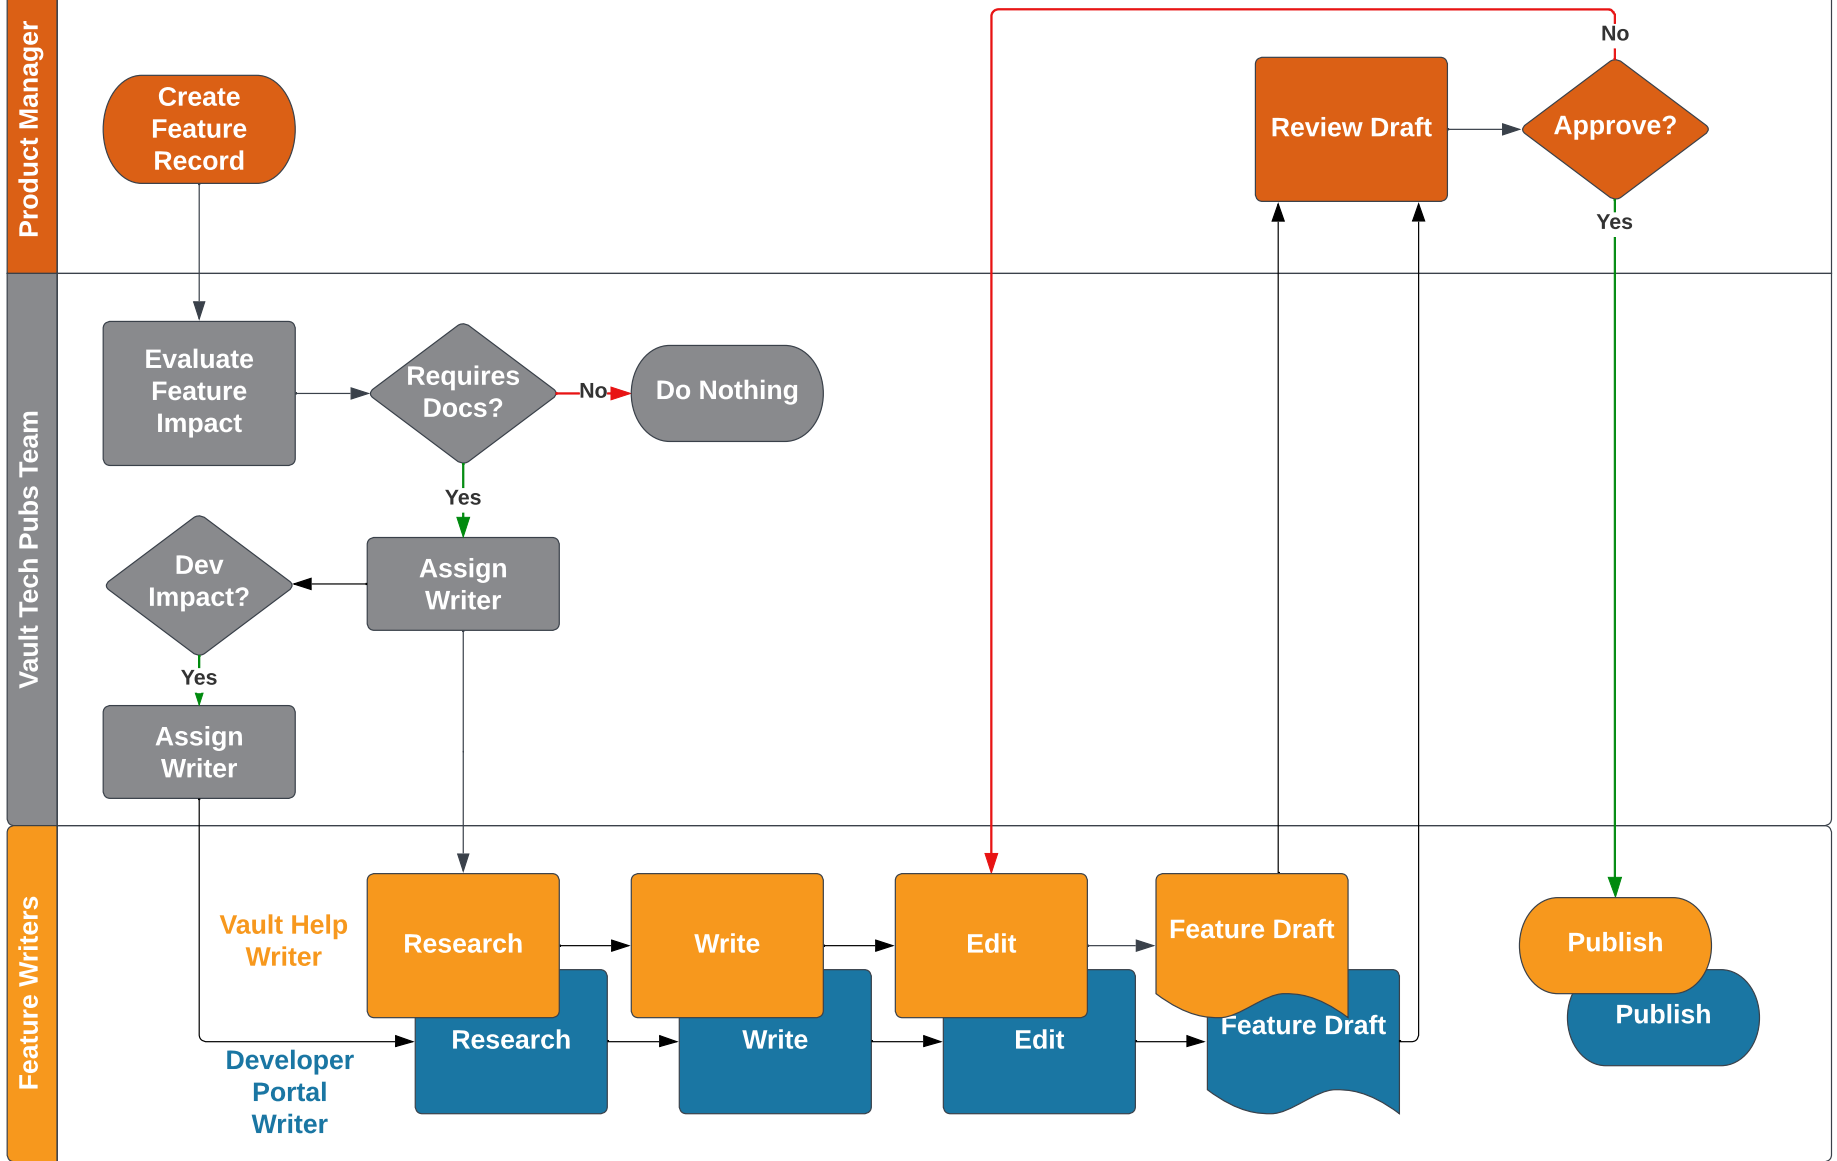 Product Manager
Create
Feature
Record
Review Draft
Approve?
No
Yes
Vault Tech Pubs Team
Evaluate
Feature
Impact
Requires
Docs?
No
Do Nothing
Yes
Dev
Impact?
Assign
Writer
Yes
Assign
Writer
Feature Writers
Vault Help
Writer
Research
Write
Edit
Feature Draft
Publish
Developer
Portal
Writer
Research
Write
Edit
Feature Draft
Publish